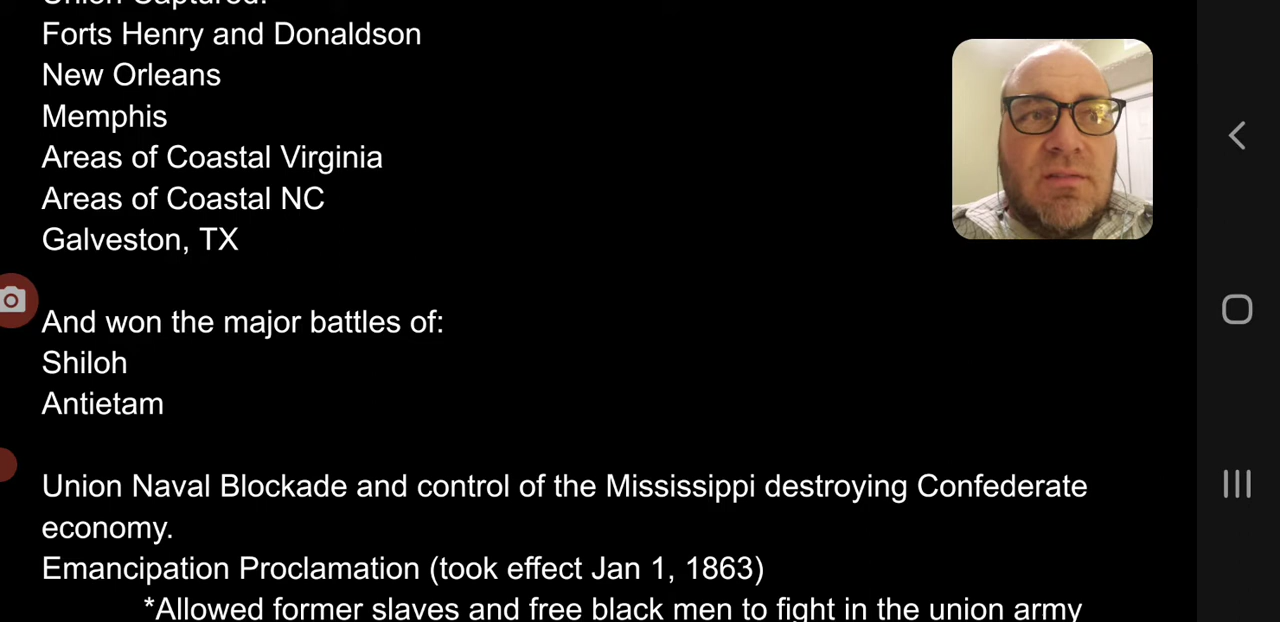 Union Captured:
Forts Henry and Donaldson
New Orleans
Memphis
Areas of Coastal Virginia
Areas of Coastal NC
Galveston, TX
And won the major battles of:
Shiloh
Antietam
Union Naval Blockade and control of the Mississippi destroying Confederate
economy.
Emancipation Proclamation (took effect Jan 1, 1863)
*Allowed former slaves and free black men to fight in the union army